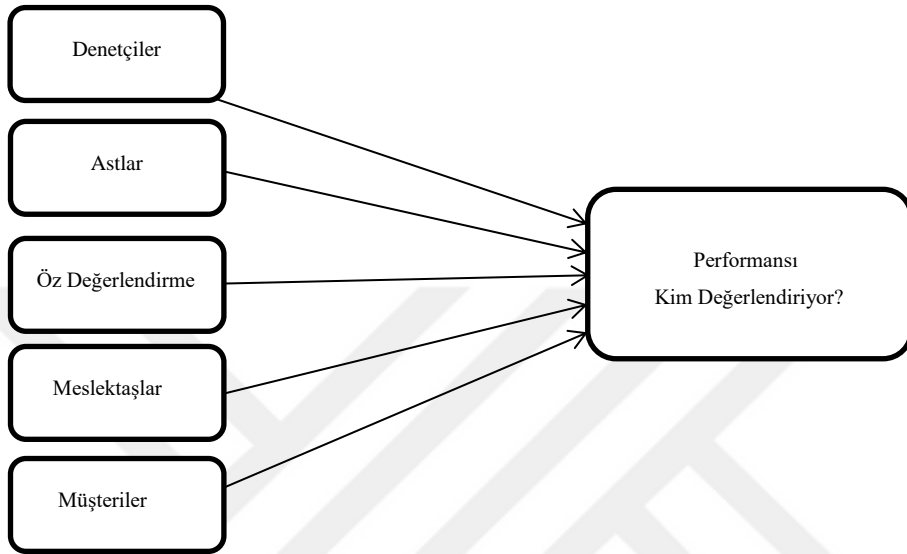 Denetçiler
Astlar
Öz Değerlendirme
Meslektaşlar
Müşteriler
Performansı
Kim Değerlendiriyor?